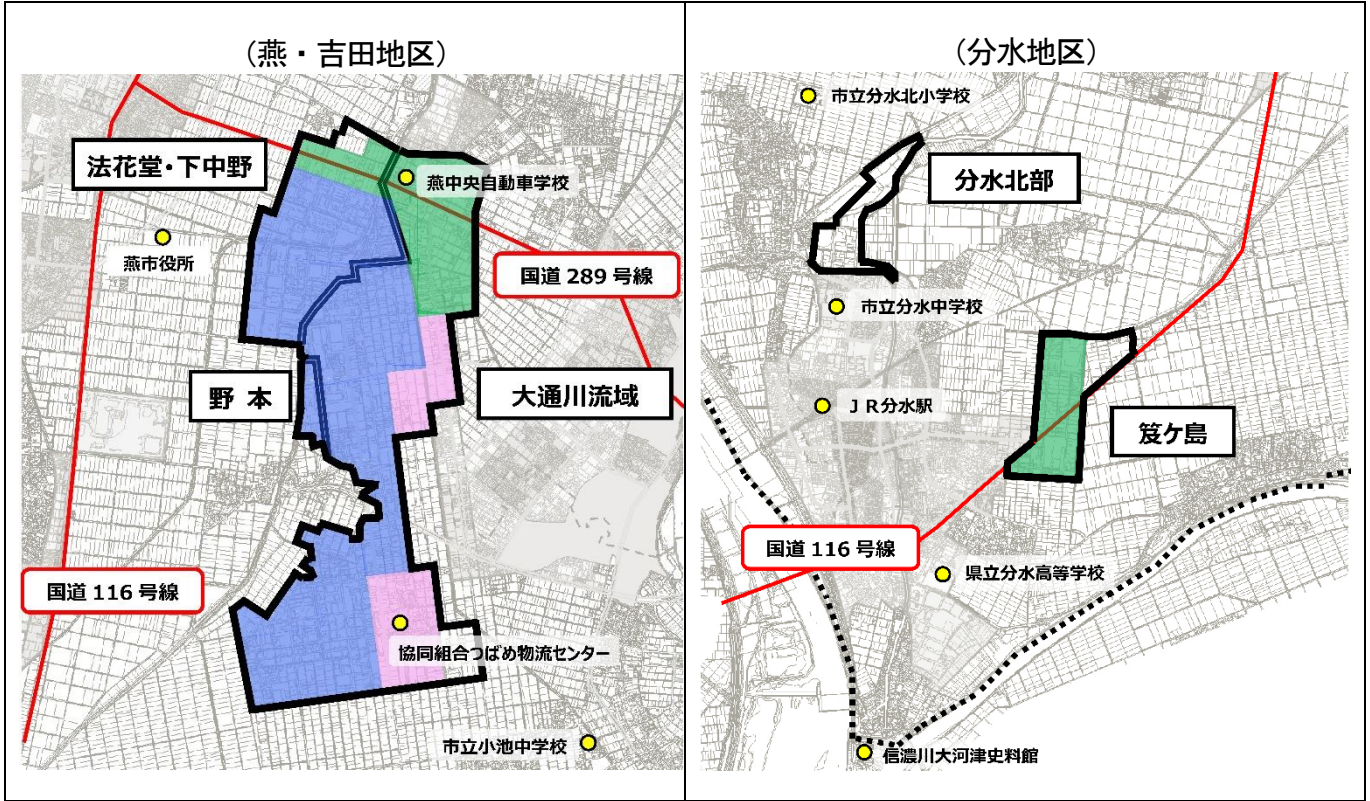 （燕・吉田地区）
法花堂・下中野
燕中央自動車学校
燕市役所
国道 289 号線
野 本
大通川流域
国道 116 号線
協同組合つばめ物流センター
市立小池中学校
（分水地区）
市立分水北小学校
分水北部
市立分水中学校
ＪＲ分水駅
笈ケ島
国道 116 号線
県立分水高等学校
信濃川大河津史料館